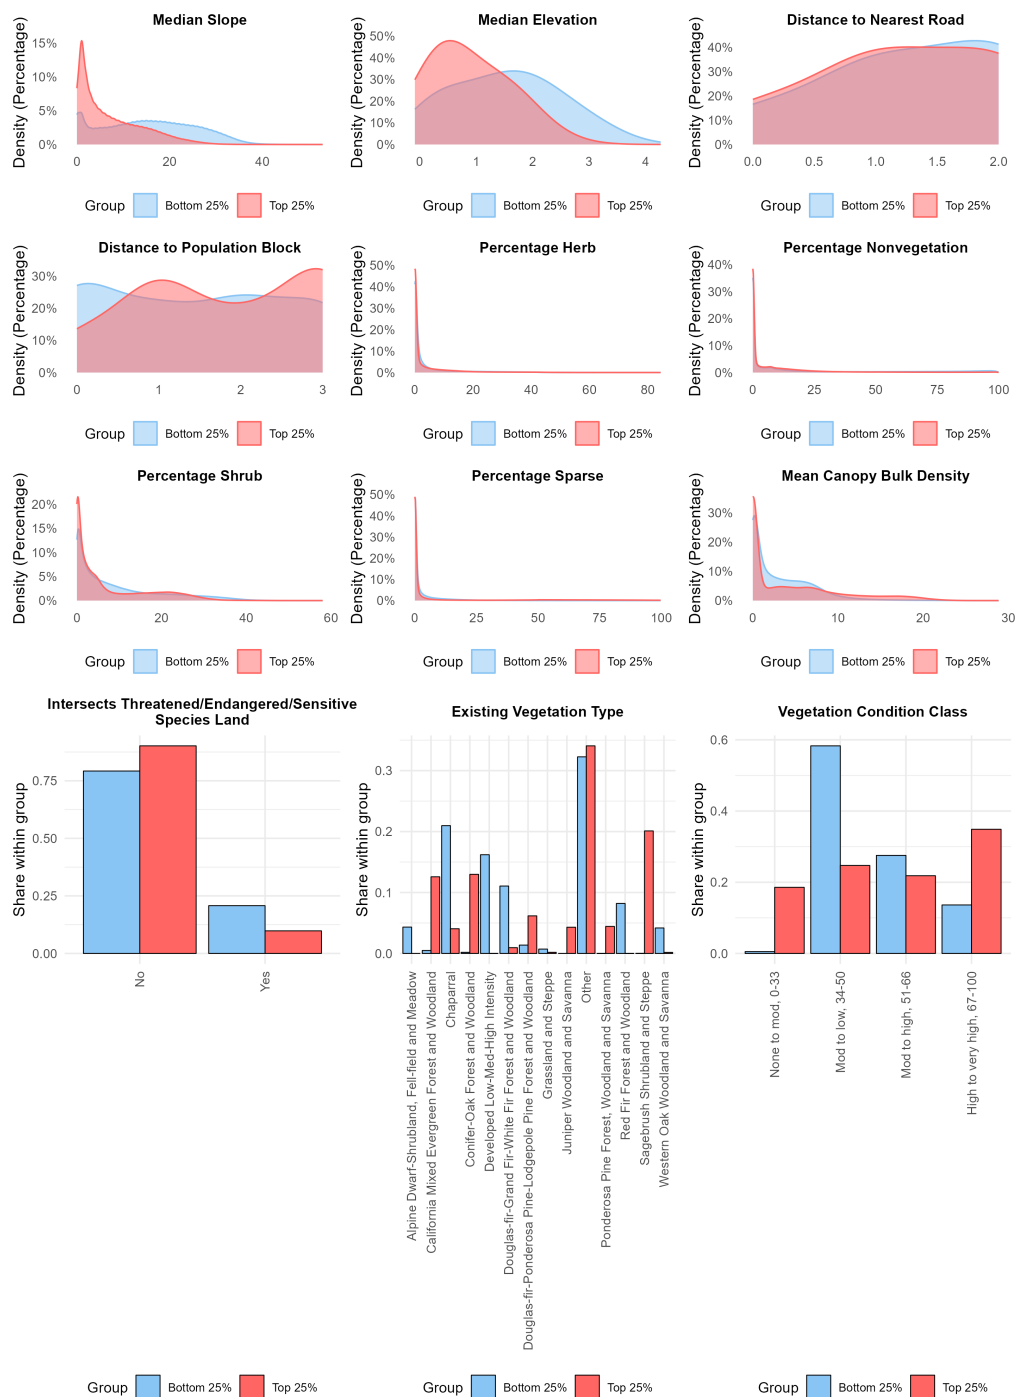 Median Slope
Density (Percentage)
15%
10%
5%
0%
0
20
40
Group Bottom 25% Top 25%
Median Elevation
Density (Percentage)
50%
40%
30%
20%
10%
0%
0
1
2
3
4
Group Bottom 25% Top 25%
Distance to Nearest Road
Density (Percentage)
40%
30%
20%
10%
0%
0.0
0.5
1.0
1.5
2.0
Group Bottom 25% Top 25%
Distance to Population Block
Density (Percentage)
30%
20%
10%
0%
0
1
2
3
Group Bottom 25% Top 25%
Percentage Herb
Density (Percentage)
50%
40%
30%
20%
10%
0%
0
20
40
60
80
Group Bottom 25% Top 25%
Percentage Nonvegetation
Density (Percentage)
40%
30%
20%
10%
0%
0
25
50
75
100
Group Bottom 25% Top 25%
Percentage Shrub
Density (Percentage)
20%
15%
10%
5%
0%
0
20
40
60
Group Bottom 25% Top 25%
Percentage Sparse
Density (Percentage)
50%
40%
30%
20%
10%
0%
0
25
50
75
100
Group Bottom 25% Top 25%
Mean Canopy Bulk Density
Density (Percentage)
30%
20%
10%
0%
0
10
20
30
Group Bottom 25% Top 25%
Intersects Threatened/Endangered/Sensitive
Species Land
Share within group
0.75
0.50
0.25
0.00
No
Yes
Group Bottom 25% Top 25%
Existing Vegetation Type
Share within group
0.3
0.2
0.1
0.0
Alpine Dwarf-Shrubland, Fell-field and Meadow
California Mixed Evergreen Forest and Woodland
Chaparral
Conifer-Oak Forest and Woodland
Developed Low-Med-High Intensity
Douglas-fir-Grand Fir-White Fir Forest and Woodland
Douglas-fir-Ponderosa Pine-Lodgepole Pine Forest and Woodland
Grassland and Steppe
Juniper Woodland and Savanna
Other
Ponderosa Pine Forest, Woodland and Savanna
Red Fir Forest and Woodland
Sagebrush Shrubland and Steppe
Western Oak Woodland and Savanna
Group Bottom 25% Top 25%
Vegetation Condition Class
Share within group
0.6
0.4
0.2
0.0
None to mod, 0-33
Mod to low, 34-50
Mod to high, 51-66
High to very high, 67-100
Group Bottom 25% Top 25%